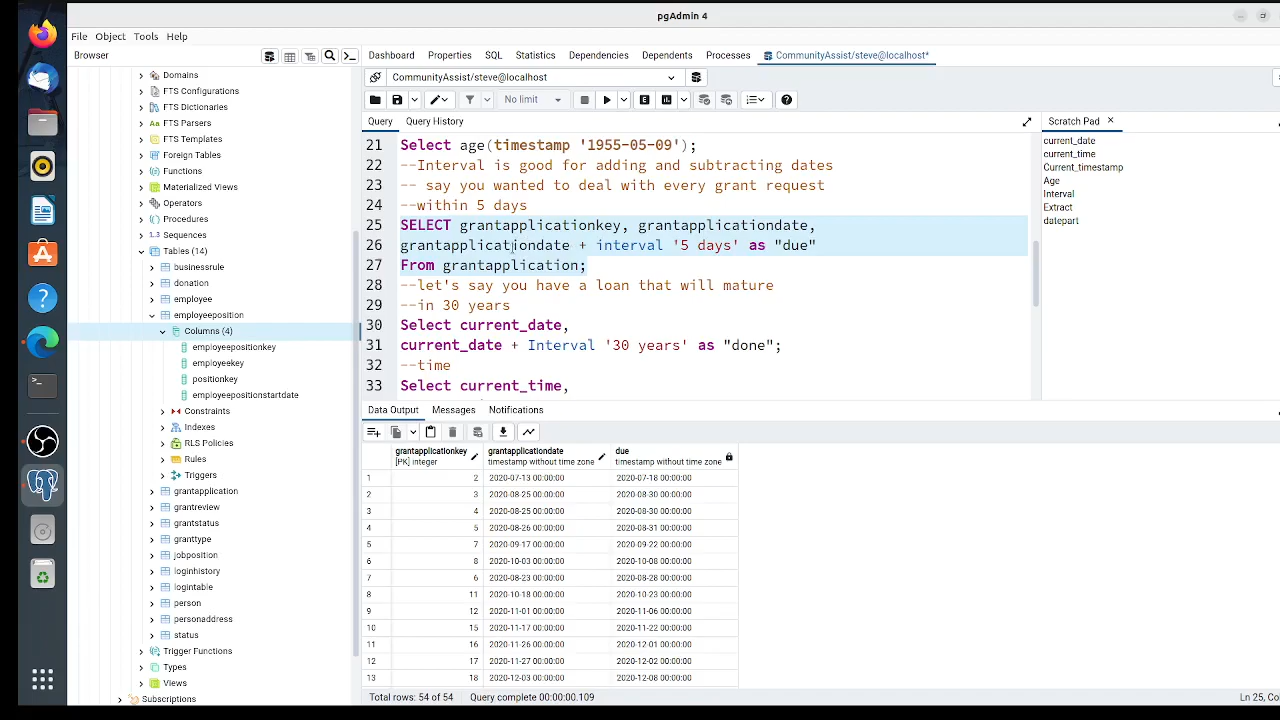 pgAdmin 4
File Object Tools Help
Browser
Dashboard Properties SQL Statistics Dependencies Dependents Processes CommunityAssist/steve@localhost*
Domains
FTS Configurations
FTS Dictionaries
FTS Parsers
FTS Templates
Foreign Tables
Functions
Materialized Views
Operators
Procedures
Sequences
Tables (14)
businessrule
donation
employee
employeeposition
Columns (4)
employeepositionkey
employeekey
positionkey
employeepositionstartdate
Constraints
Indexes
RLS Policies
Rules
Triggers
grantapplication
grantreview
grantstatus
granttype
jobposition
loginhistory
logintable
person
personaddress
status
Trigger Functions
Types
Views
Subscriptions
CommunityAssist/steve@localhost
No limit
Query Query History
21 Select age(timestamp '1955-05-09');
22 --Interval is good for adding and subtracting dates
23 -- say you wanted to deal with every grant request
24 --within 5 days
25 SELECT grantapplicationkey, grantapplicationdate,
26 grantapplicationdate + interval '5 days' as "due"
27 From grantapplication;
28 --let's say you have a loan that will mature
29 --in 30 years
30 Select current_date,
31 current_date + Interval '30 years' as "done";
32 --time
33 Select current_time,
Scratch Pad
current_date
current_time
Current_timestamp
Age
Interval
Extract
datepart
Data Output Messages Notifications
grantapplicationkey grantapplicationdate due
[PK] integer timestamp without time zone timestamp without time zone
1 2 2020-07-13 00:00:00 2020-07-18 00:00:00
2 3 2020-08-25 00:00:00 2020-08-30 00:00:00
3 4 2020-08-25 00:00:00 2020-08-30 00:00:00
4 5 2020-08-26 00:00:00 2020-08-31 00:00:00
5 7 2020-09-17 00:00:00 2020-09-22 00:00:00
6 8 2020-10-03 00:00:00 2020-10-08 00:00:00
7 6 2020-08-23 00:00:00 2020-08-28 00:00:00
8 11 2020-10-18 00:00:00 2020-10-23 00:00:00
9 12 2020-11-01 00:00:00 2020-11-06 00:00:00
10 15 2020-11-17 00:00:00 2020-11-22 00:00:00
11 16 2020-11-26 00:00:00 2020-12-01 00:00:00
12 17 2020-11-27 00:00:00 2020-12-02 00:00:00
13 18 2020-12-03 00:00:00 2020-12-08 00:00:00
Total rows: 54 of 54 Query complete 00:00:00.109 Ln 25, Co